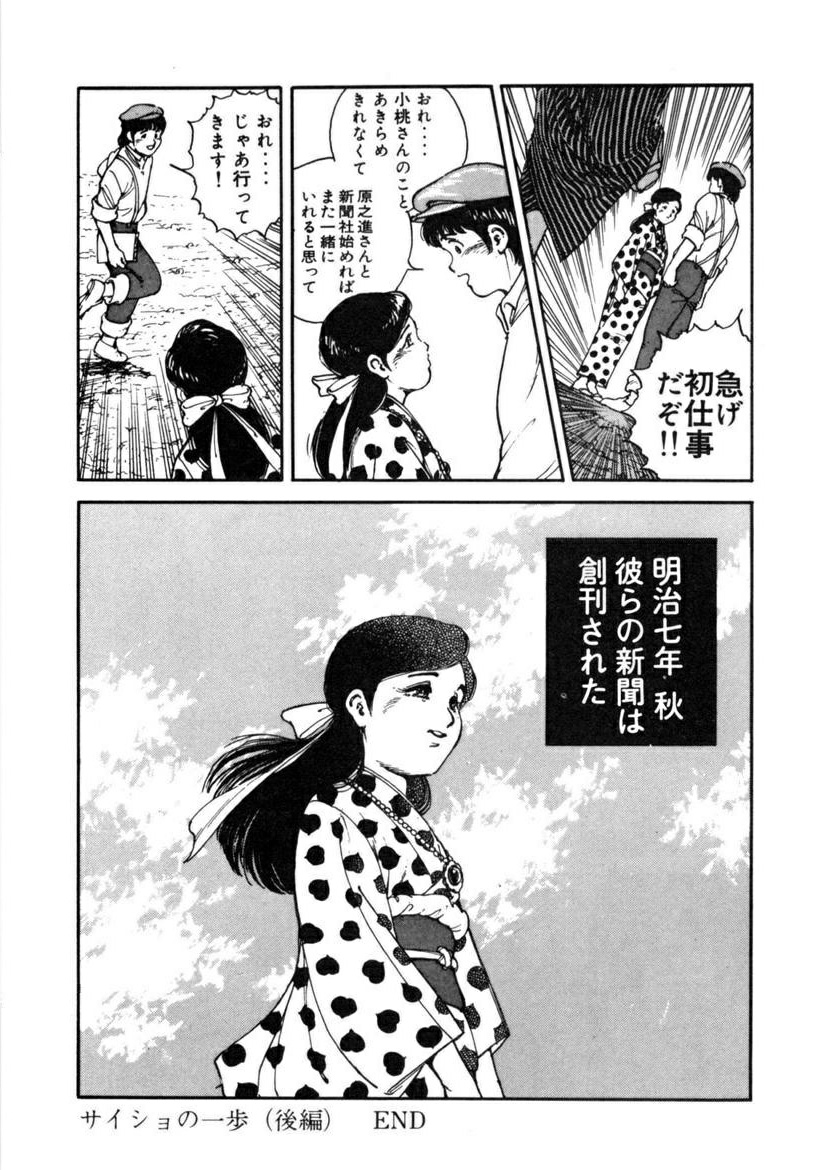 急げ
初仕事
だぞ!!
おれ‥‥
小桃さんのこと
あきらめ
きれなくて
原之進さんと
新聞社始めれば
また一緒に
いれると思って
おれ‥‥
じゃあ行って
きます!
明治七年 秋
彼らの新聞は
創刊された
サイショの一歩(後編) END